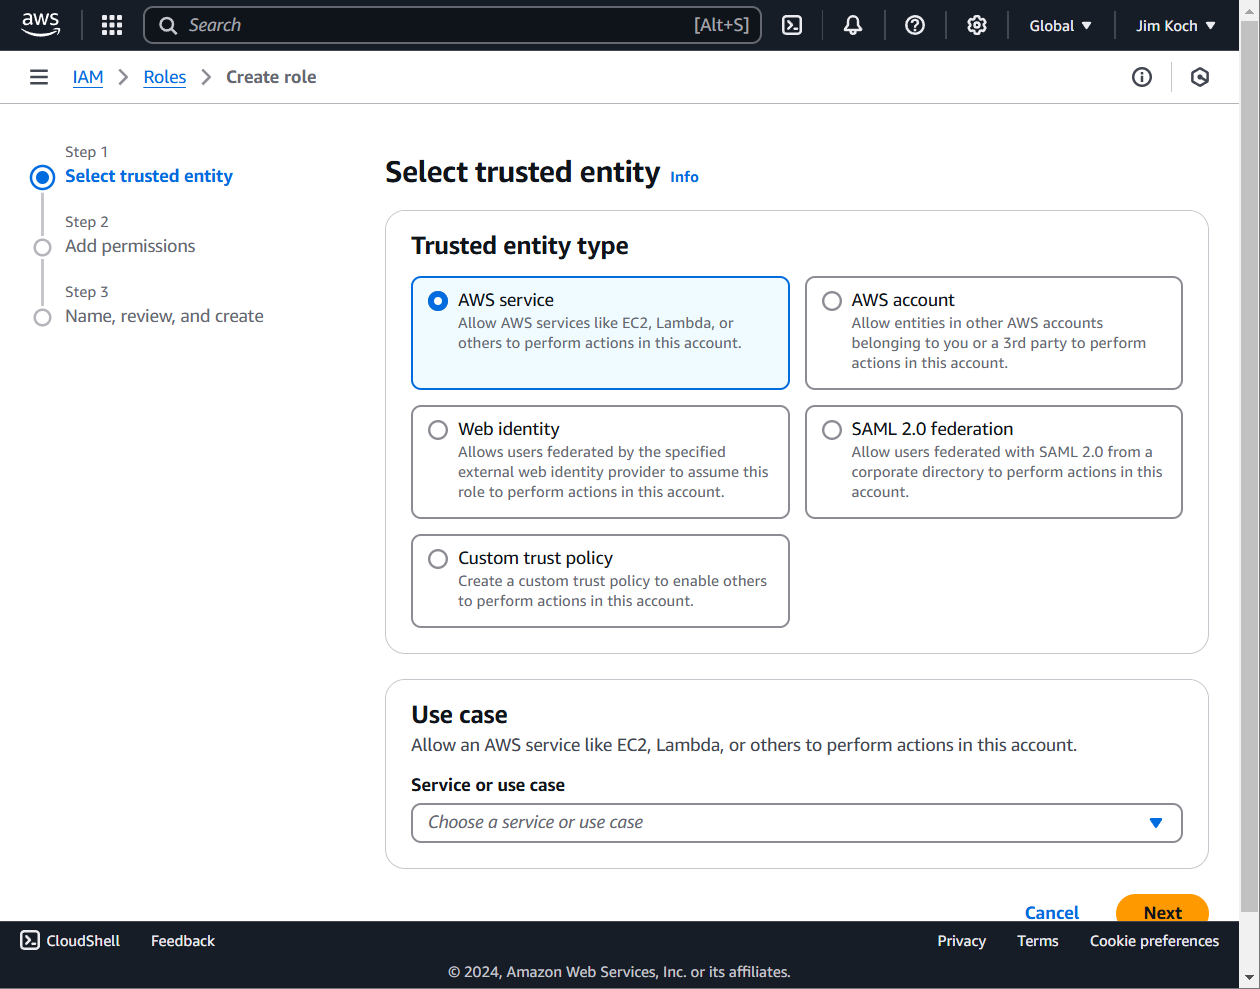 aws
Search [Alt+S]
Global
Jim Koch
IAM
Roles
Create role
Step 1
Select trusted entity
Step 2
Add permissions
Step 3
Name, review, and create
Select trusted entity Info
Trusted entity type
AWS service
Allow AWS services like EC2, Lambda, or
others to perform actions in this account.
AWS account
Allow entities in other AWS accounts
belonging to you or a 3rd party to perform
actions in this account.
Web identity
Allows users federated by the specified
external web identity provider to assume this
role to perform actions in this account.
SAML 2.0 federation
Allow users federated with SAML 2.0 from a
corporate directory to perform actions in this
account.
Custom trust policy
Create a custom trust policy to enable others
to perform actions in this account.
Use case
Allow an AWS service like EC2, Lambda, or others to perform actions in this account.
Service or use case
Choose a service or use case
Cancel
Next
CloudShell
Feedback
Privacy
Terms
Cookie preferences
© 2024, Amazon Web Services, Inc. or its affiliates.